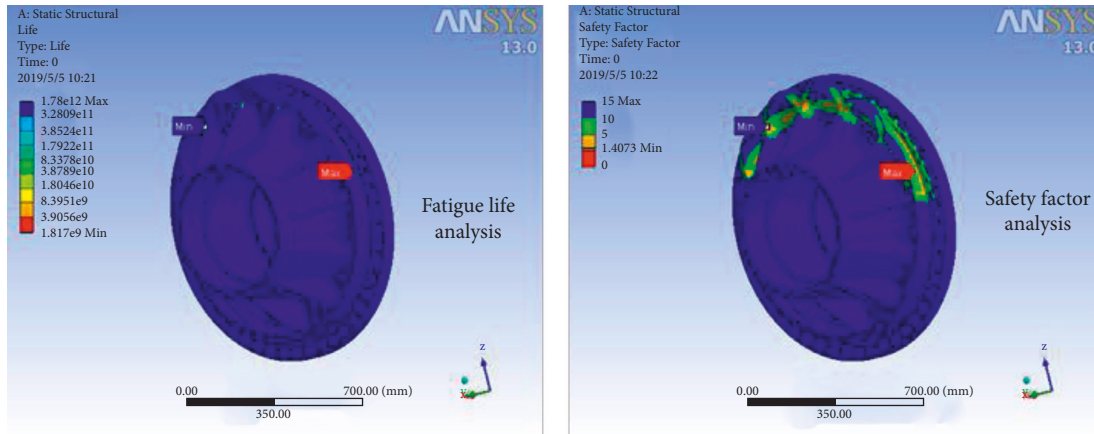 A: Static Structural
Life
Type: Life
Time: 0
2019/5/5 10:21
ANSYS
13.0
1.78e12 Max
3.2809e11
3.8524e11
1.7922e11
8.3378e10
3.8789e10
1.8046e10
8.3951e9
3.9056e9
1.817e9 Min
Min
Max
Fatigue life
analysis
z
0.00
700.00 (mm)
350.00
A: Static Structural
Safety Factor
Type: Safety Factor
Time: 0
2019/5/5 10:22
ANSYS
13.0
15 Max
10
5
1.4073 Min
0
Min
Max
Safety factor
analysis
z
0.00
700.00 (mm)
350.00